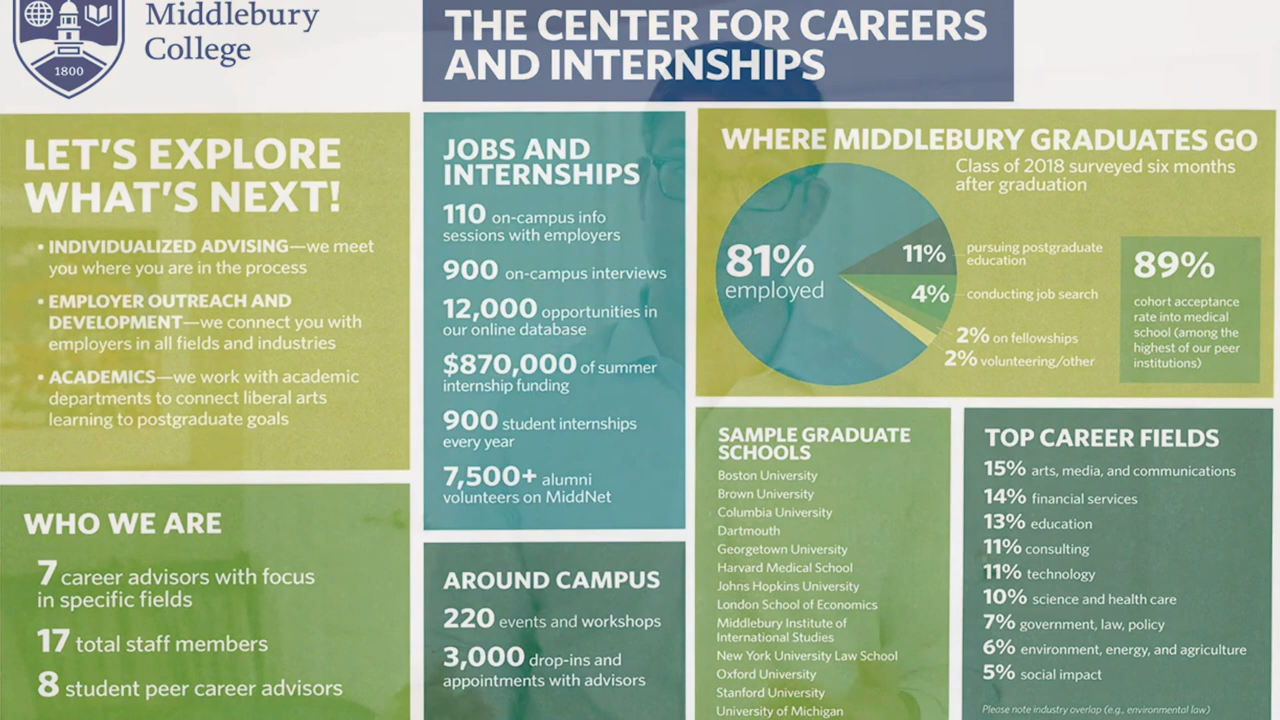 Middlebury
College
1800
THE CENTER FOR CAREERS
AND INTERNSHIPS
LET'S EXPLORE
WHAT'S NEXT!
• INDIVIDUALIZED ADVISING—we meet
you where you are in the process
• EMPLOYER OUTREACH AND
DEVELOPMENT—we connect you with
employers in all fields and industries
• ACADEMICS—we work with academic
departments to connect liberal arts
learning to postgraduate goals
WHO WE ARE
7 career advisors with focus
in specific fields
17 total staff members
8 student peer career advisors
JOBS AND
INTERNSHIPS
110 on-campus info
sessions with employers
900 on-campus interviews
12,000 opportunities in
our online database
$870,000 of summer
internship funding
900 student internships
every year
7,500+ alumni
volunteers on MiddNet
AROUND CAMPUS
220 events and workshops
3,000 drop-ins and
appointments with advisors
WHERE MIDDLEBURY GRADUATES GO
Class of 2018 surveyed six months
after graduation
81%
employed
11% pursuing postgraduate
education
4% conducting job search
2% on fellowships
2% volunteering/other
89%
cohort acceptance
rate into medical
school (among the
highest of our peer
institutions)
SAMPLE GRADUATE
SCHOOLS
Boston University
Brown University
Columbia University
Dartmouth
Georgetown University
Harvard Medical School
Johns Hopkins University
London School of Economics
Middlebury Institute of
International Studies
New York University Law School
Oxford University
Stanford University
University of Michigan
TOP CAREER FIELDS
15% arts, media, and communications
14% financial services
13% education
11% consulting
11% technology
10% science and health care
7% government, law, policy
6% environment, energy, and agriculture
5% social impact
Please note industry overlap (e.g., environmental law)